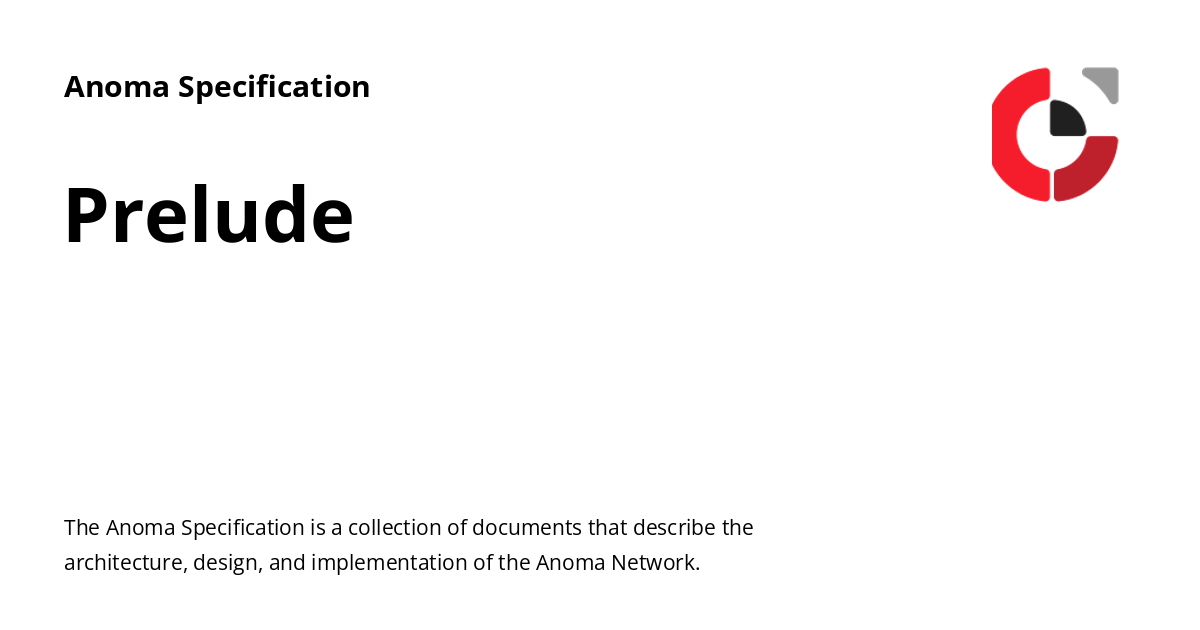 Anoma Specification
Prelude
The Anoma Specification is a collection of documents that describe the
architecture, design, and implementation of the Anoma Network.